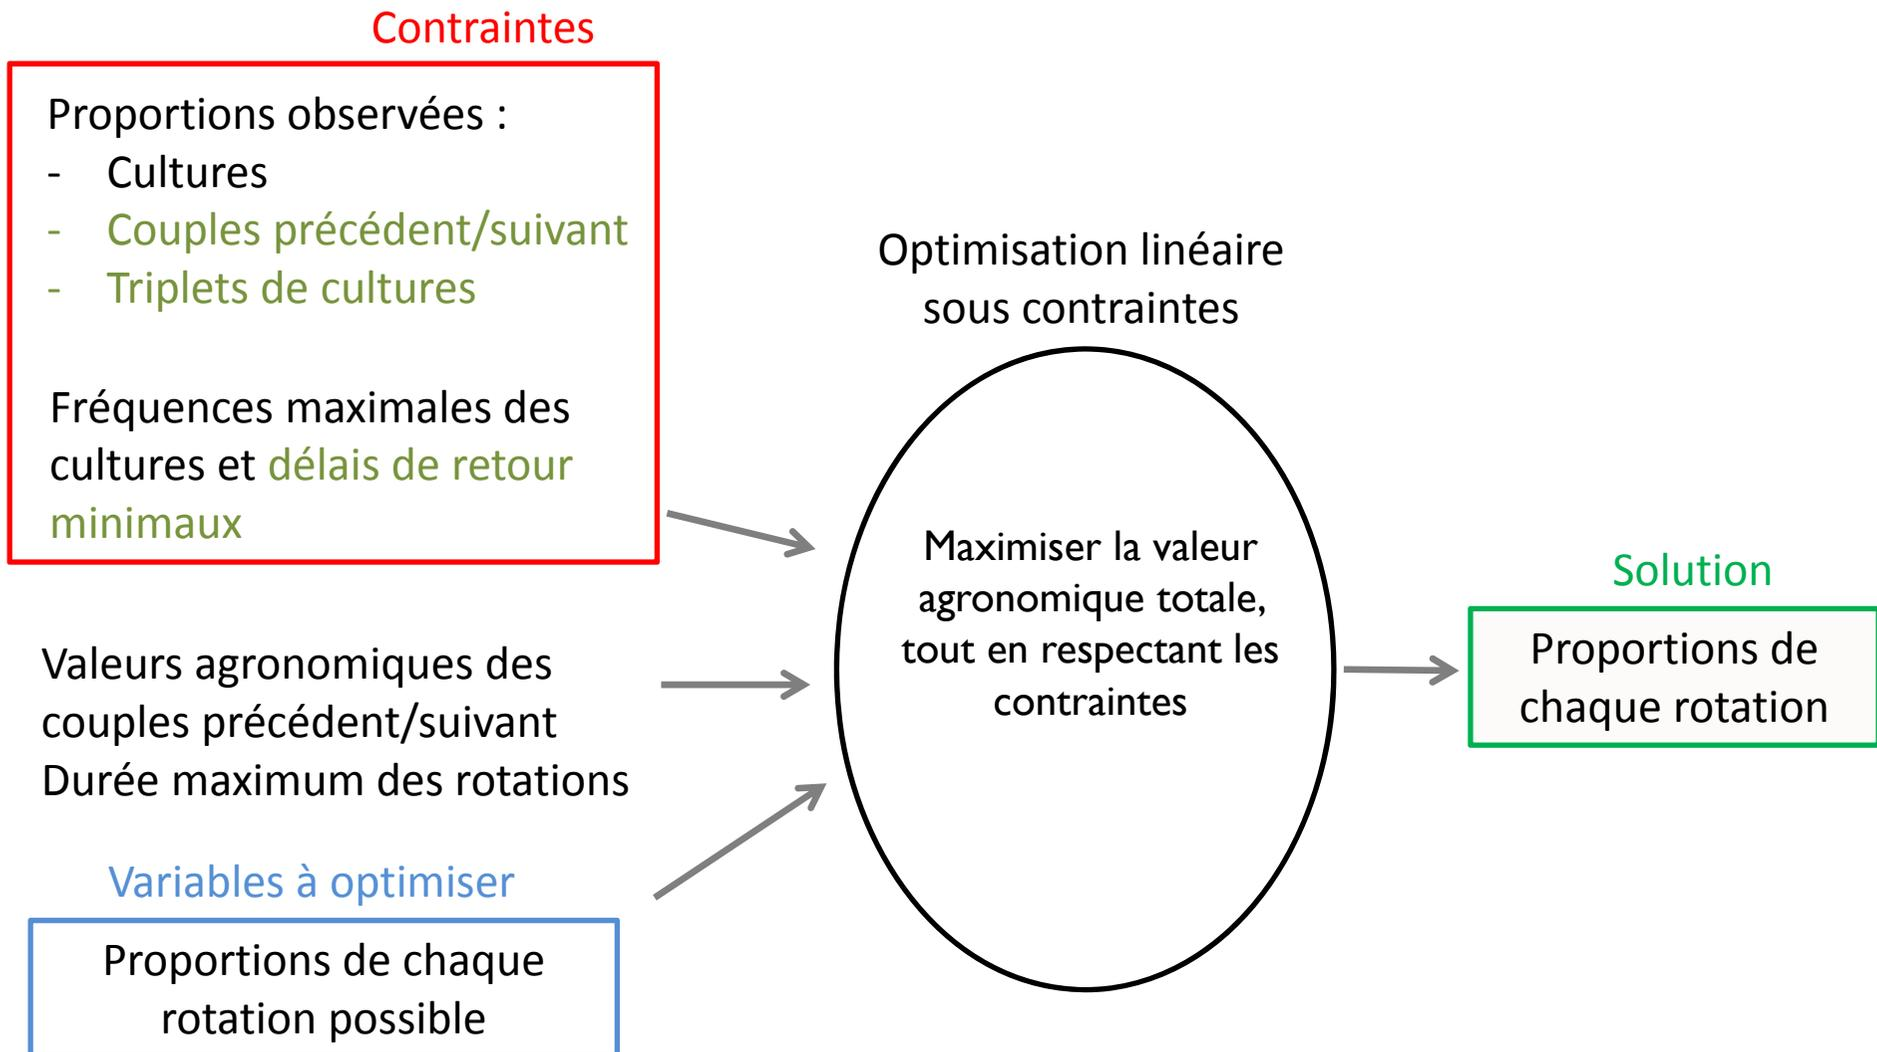 Contraintes
Proportions observées :
- Cultures
- Couples précédent/suivant
- Triplets de cultures
Fréquences maximales des
cultures et délais de retour
minimaux
Valeurs agronomiques des
couples précédent/suivant
Durée maximum des rotations
Variables à optimiser
Proportions de chaque
rotation possible
Optimisation linéaire
sous contraintes
Maximiser la valeur
agronomique totale,
tout en respectant les
contraintes
Solution
Proportions de
chaque rotation